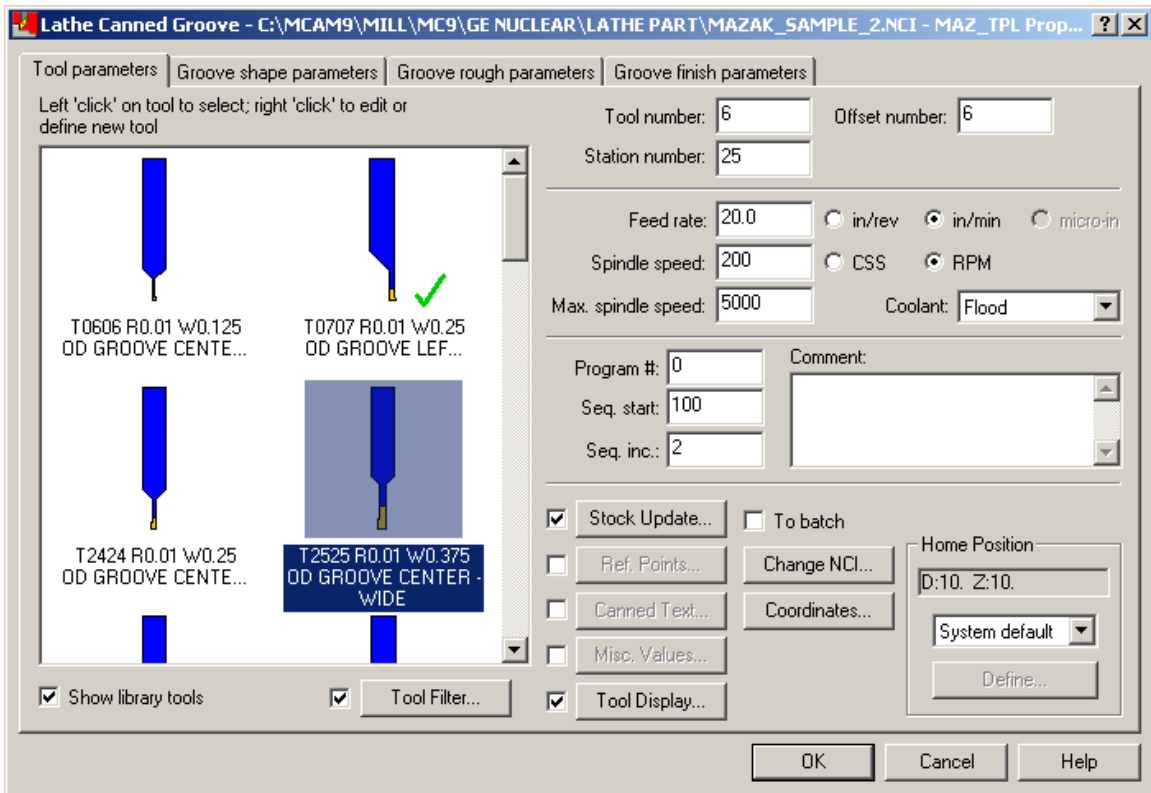 Lathe Canned Groove - C:\MCAM9\MILL\MC9\GE NUCLEAR\LATHE PART\MAZAK_SAMPLE_2.NCI - MAZ_TPL Prop...
Tool parameters
Groove shape parameters
Groove rough parameters
Groove finish parameters
Left 'click' on tool to select; right 'click' to edit or
define new tool
T0606 R0.01 W0.125
OD GROOVE CENTE...
T0707 R0.01 W0.25
OD GROOVE LEF...
T2424 R0.01 W0.25
OD GROOVE CENTE...
T2525 R0.01 W0.375
OD GROOVE CENTER -
WIDE
Show library tools
Tool Filter...
Tool number: 6
Offset number: 6
Station number: 25
Feed rate: 20.0
in/rev
in/min
micro-in
Spindle speed: 200
CSS
RPM
Max. spindle speed: 5000
Coolant: Flood
Program #: 0
Comment:
Seq. start: 100
Seq. inc.: 2
Stock Update...
To batch
Ref. Points...
Change NCI...
Canned Text...
Coordinates...
Misc. Values...
Tool Display...
Home Position
D:10. Z:10.
System default
Define...
OK
Cancel
Help